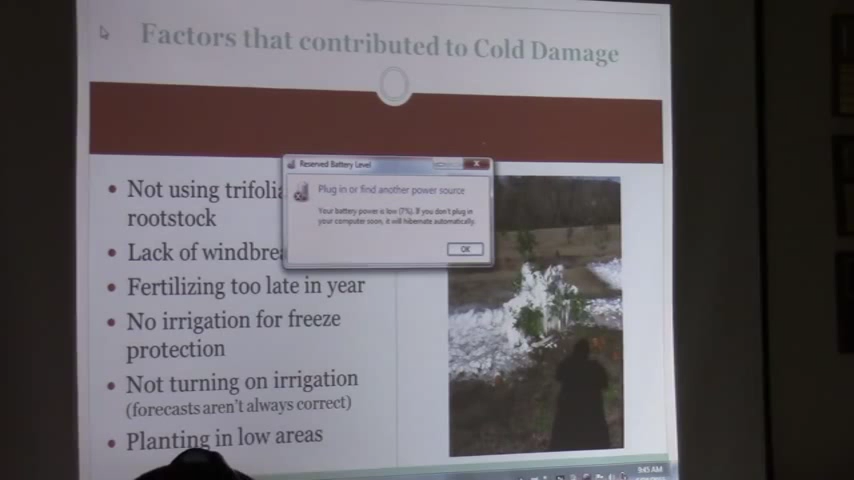 Factors that contributed to Cold Damage
Reserved Battery Level
Plug in or find another power source
Your battery power is low (7%). If you don't plug in
your computer soon, it will hibernate automatically.
OK
• Not using trifolia
rootstock
• Lack of windbre
• Fertilizing too late in year
• No irrigation for freeze
protection
• Not turning on irrigation
(forecasts aren't always correct)
• Planting in low areas
9:45 AM